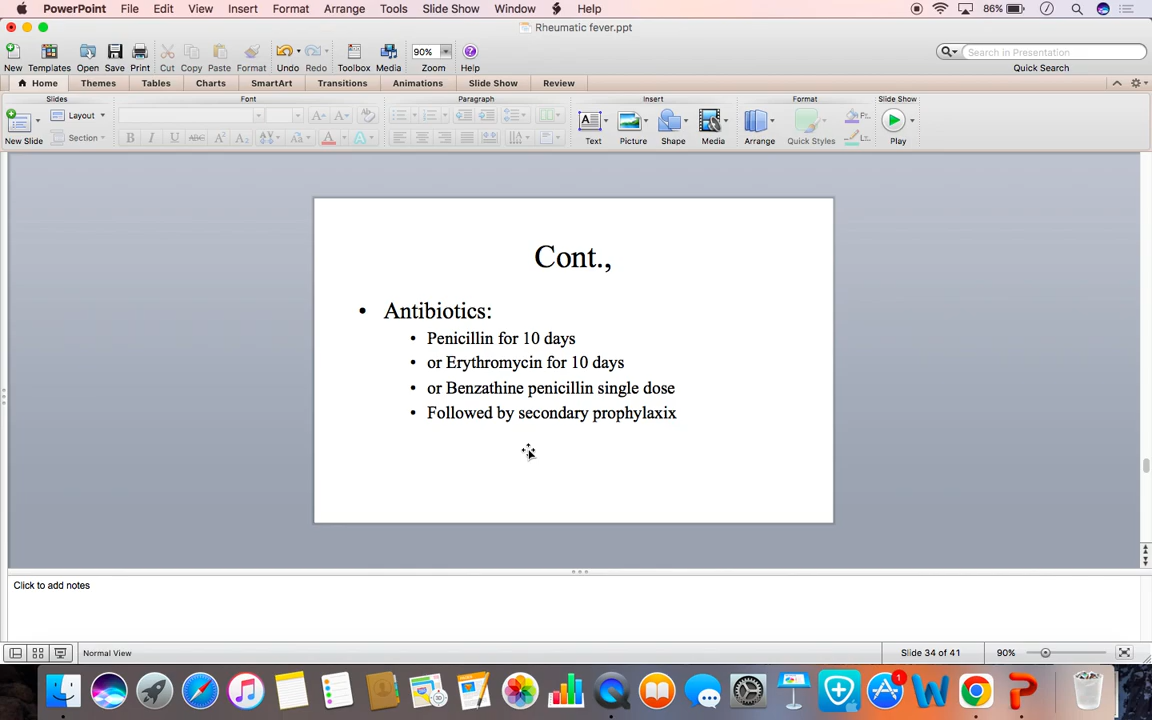 PowerPoint File Edit View Insert Format Arrange Tools Slide Show Window Help 86%
Rheumatic fever.ppt
New Templates Open Save Print Cut Copy Paste Format Undo Redo Toolbox Media 90% Zoom Help
Search in Presentation
Quick Search
Home Themes Tables Charts SmartArt Transitions Animations Slide Show Review
Slides Font Paragraph Insert Format Slide Show
New Slide Layout Section Text Picture Shape Media Arrange Quick Styles Play
Cont.,
• Antibiotics:
• Penicillin for 10 days
• or Erythromycin for 10 days
• or Benzathine penicillin single dose
• Followed by secondary prophylaxix
Click to add notes
Normal View Slide 34 of 41 90%